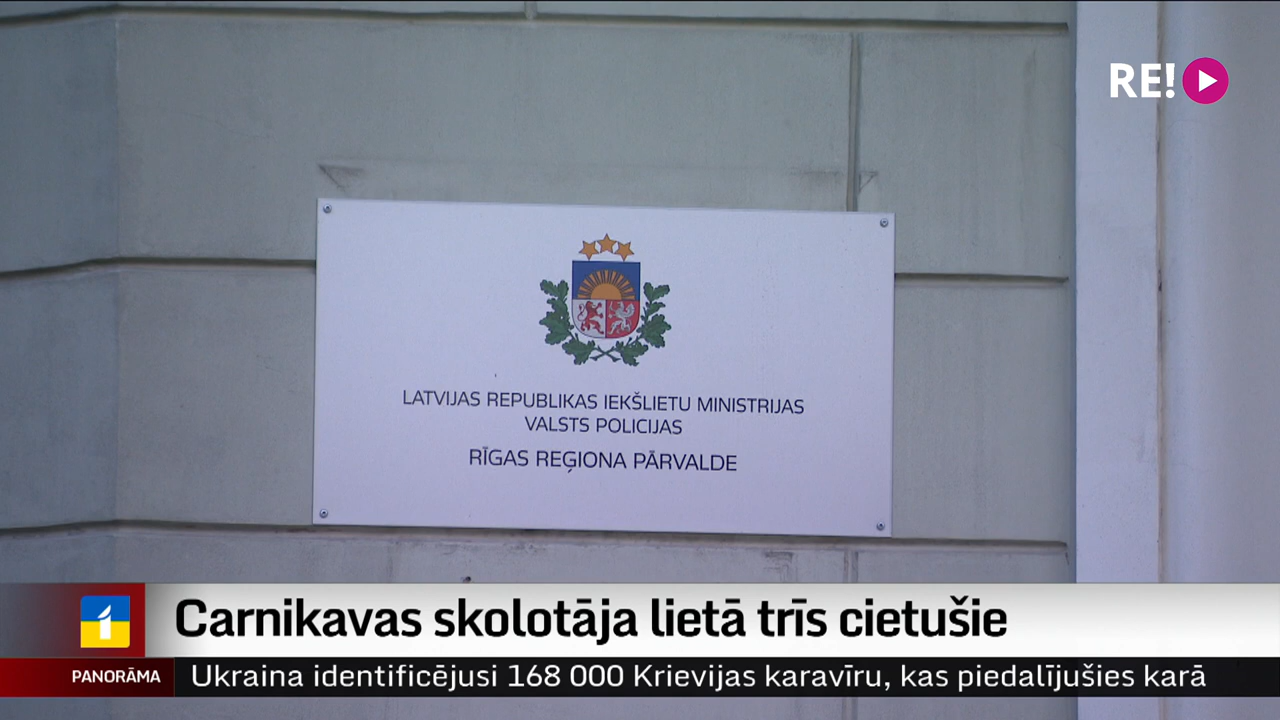 RE!
LATVIJAS REPUBLIKAS IEKŠLIETU MINISTRIJAS
VALSTS POLICIJAS
RĪGAS REĢIONA PĀRVALDE
1
Carnikavas skolotāja lietā trīs cietušie
PANORĀMA
Ukraina identificējusi 168 000 Krievijas karavīru, kas piedalījušies karā